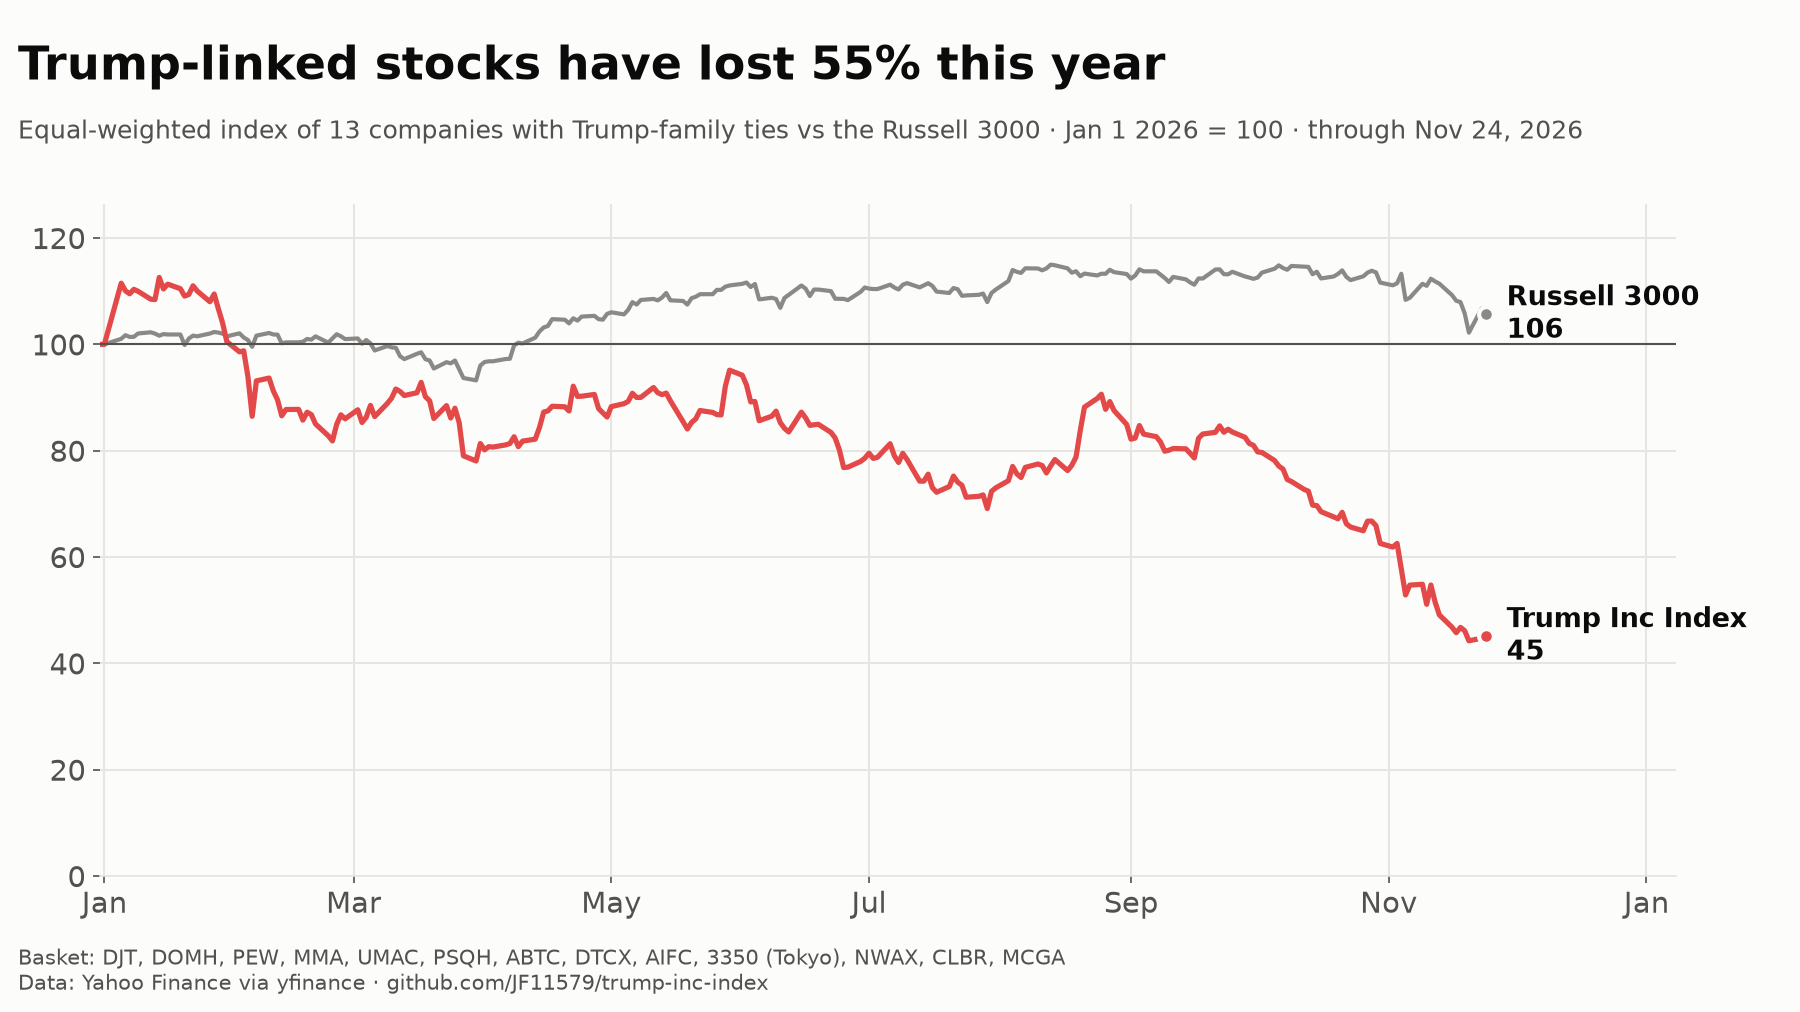 Trump-linked stocks have lost 55% this year
Equal-weighted index of 13 companies with Trump-family ties vs the Russell 3000 · Jan 1 2026 = 100 · through Nov 24, 2026
120
100
80
60
40
20
0
Russell 3000
106
Trump Inc Index
45
Jan
Mar
May
Jul
Sep
Nov
Jan
Basket: DJT, DOMH, PEW, MMA, UMAC, PSQH, ABTC, DTCX, AIFC, 3350 (Tokyo), NWAX, CLBR, MCGA
Data: Yahoo Finance via yfinance · github.com/JF11579/trump-inc-index